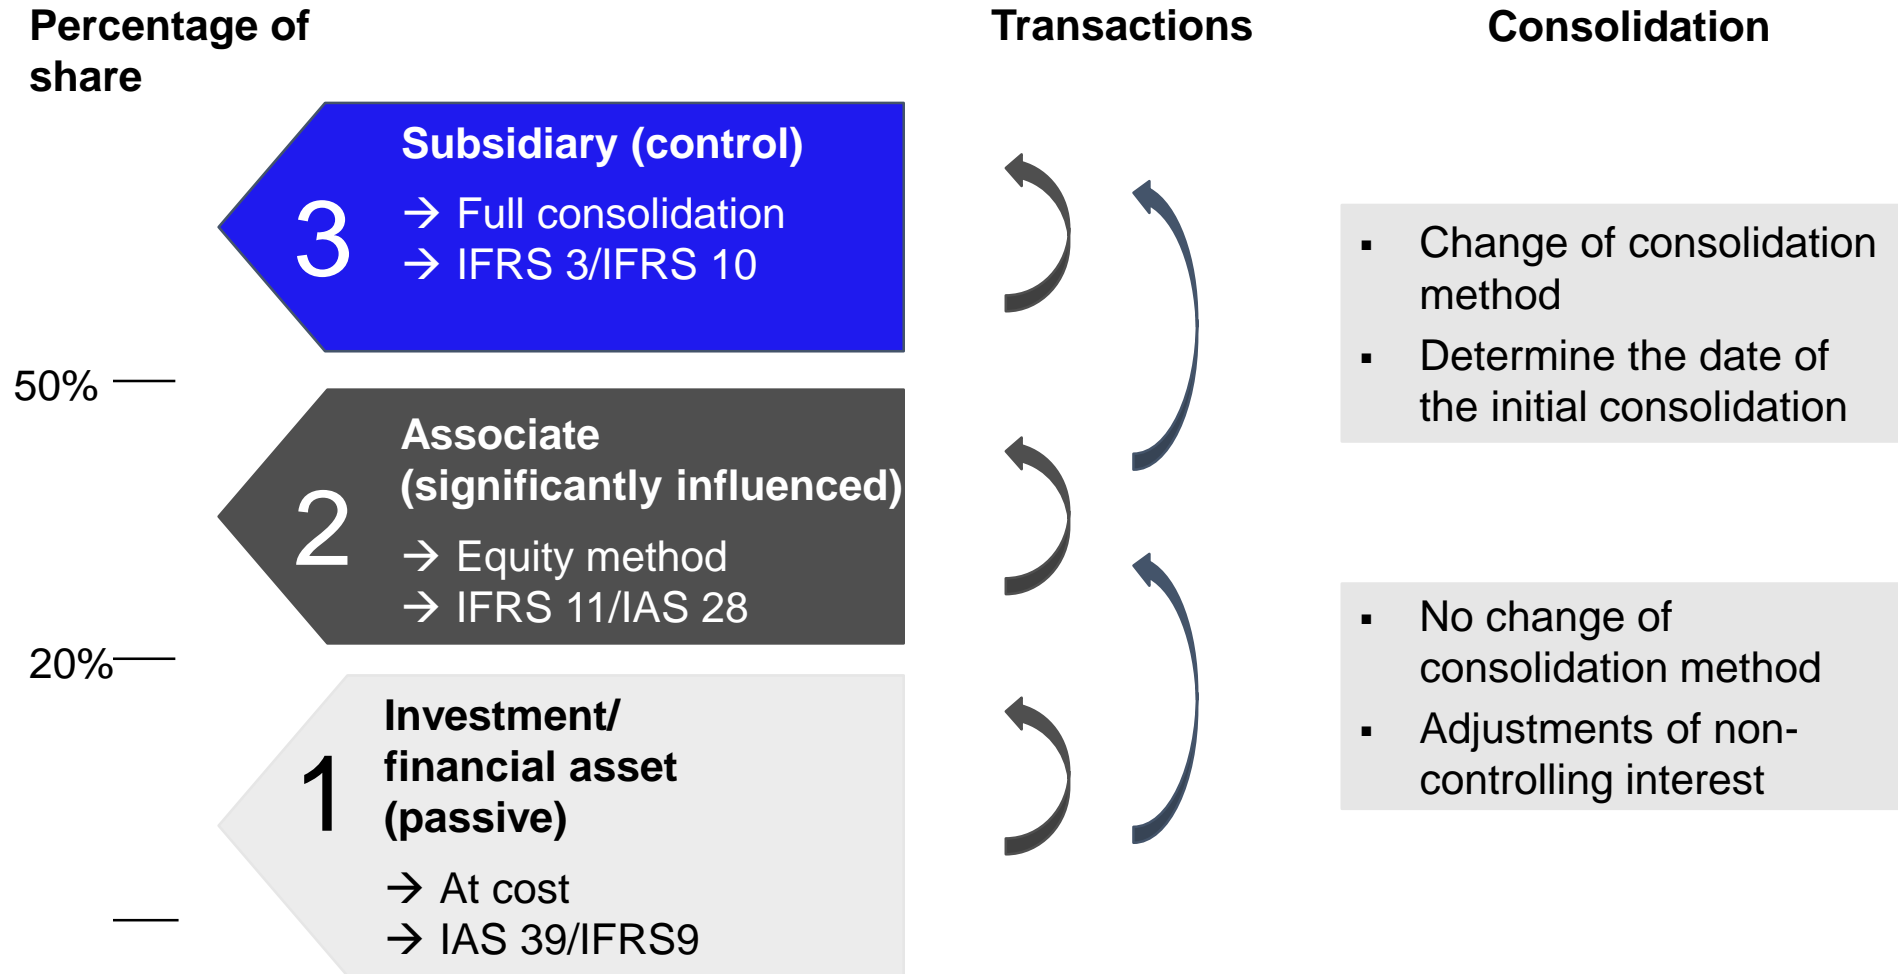 Percentage of
share
Transactions
Consolidation
3
Subsidiary (control)
→ Full consolidation
→ IFRS 3/IFRS 10
50%
2
Associate
(significantly influenced)
→ Equity method
→ IFRS 11/IAS 28
20%
1
Investment/
financial asset
(passive)
→ At cost
→ IAS 39/IFRS9
▪ Change of consolidation
method
▪ Determine the date of
the initial consolidation
▪ No change of
consolidation method
▪ Adjustments of non-
controlling interest